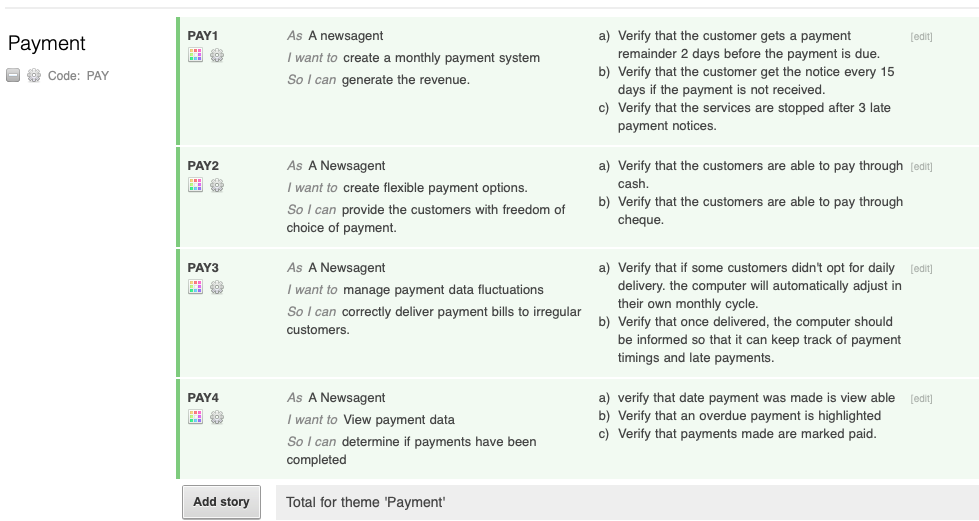 Payment
Code: PAY
PAY1
As A newsagent
I want to create a monthly payment system
So I can generate the revenue.
a) Verify that the customer gets a payment
remainder 2 days before the payment is due.
b) Verify that the customer get the notice every 15
days if the payment is not received.
c) Verify that the services are stopped after 3 late
payment notices.
[edit]
PAY2
As A Newsagent
I want to create flexible payment options.
So I can provide the customers with freedom of
choice of payment.
a) Verify that the customers are able to pay through
cash.
b) Verify that the customers are able to pay through
cheque.
[edit]
PAY3
As A Newsagent
I want to manage payment data fluctuations
So I can correctly deliver payment bills to irregular
customers.
a) Verify that if some customers didn't opt for daily
delivery. the computer will automatically adjust in
their own monthly cycle.
b) Verify that once delivered, the computer should
be informed so that it can keep track of payment
timings and late payments.
[edit]
PAY4
As A Newsagent
I want to View payment data
So I can determine if payments have been
completed
a) verify that date payment was made is view able
b) Verify that an overdue payment is highlighted
c) Verify that payments made are marked paid.
[edit]
Add story
Total for theme 'Payment'